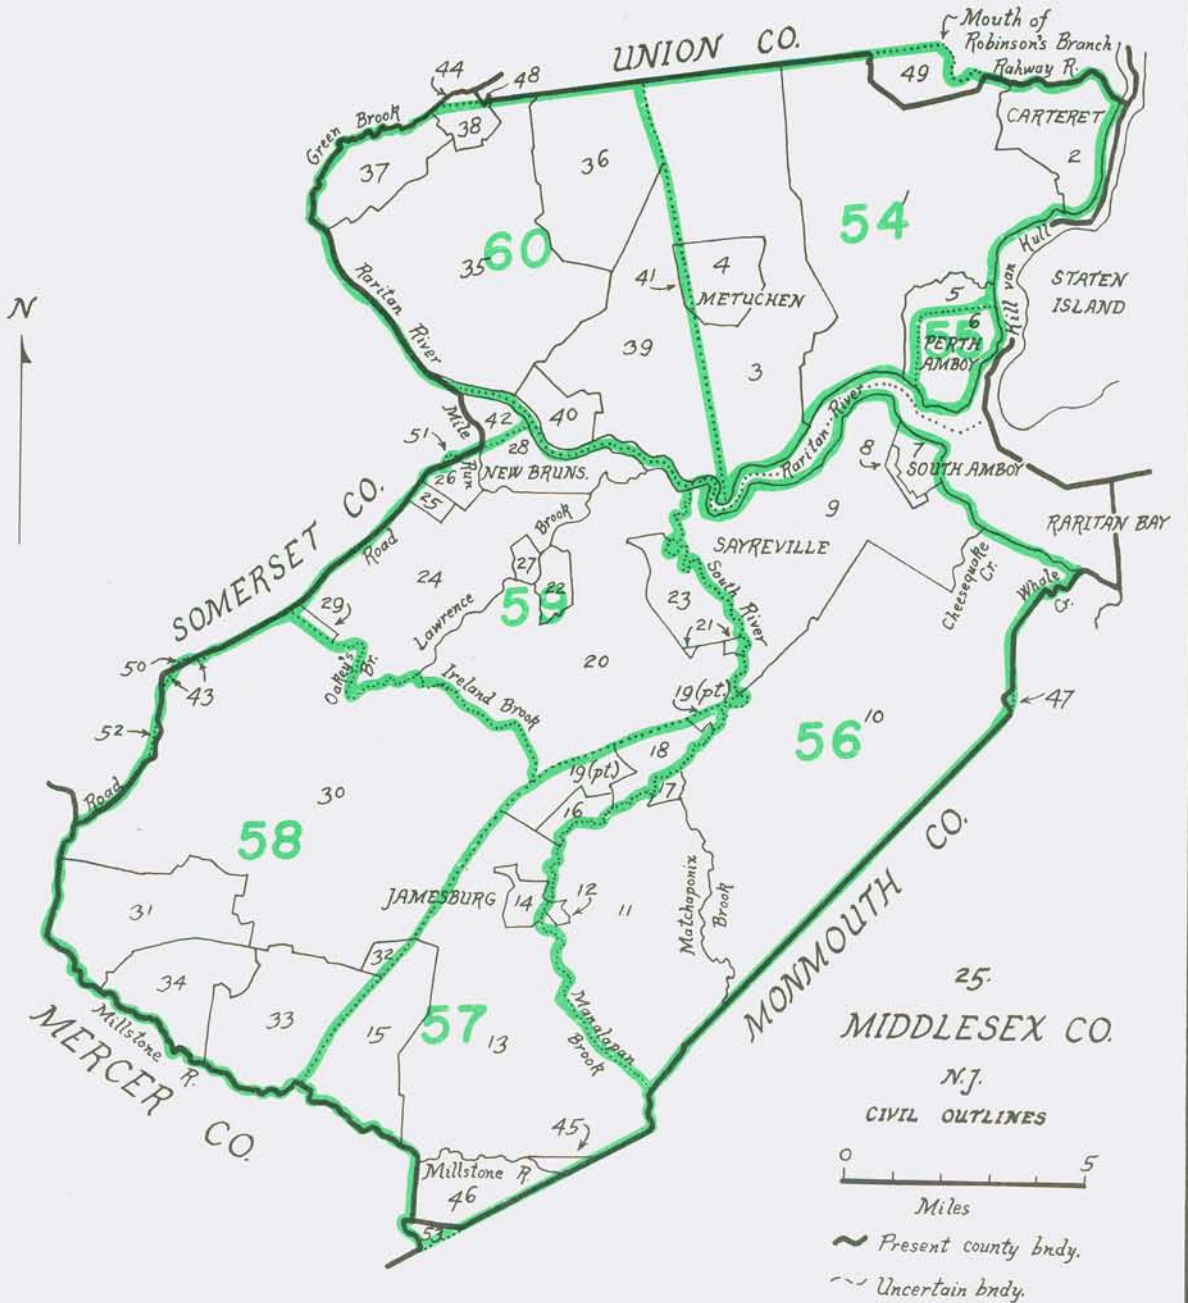 Mouth of
Robinson's Branch
Rahway R.
UNION CO.
44
48
49
Green Brook
38
CARTERET
37
36
2
54
1
60
35
Kull
Kill van
STATEN
ISLAND
4
41
METUCHEN
5
6
55
PERTH
AMBOY
N
Raritan
River
39
3
40
42
Mile
Run
51
28
NEW BRUNS.
26
25
Raritan River
8
7
SOUTH AMBOY
9
RARITAN BAY
SOMERSET CO.
Road
Brook
SAYREVILLE
27
24
22
59
Lawrence
23
South
River
Cheesequake
Cr.
Whale
Cr.
29
21
20
50
43
Oakey's
Br.
Ireland Brook
19(pt.)
47
52
18
56
10
19(pt.)
17
Road
30
16
58
JAMESBURG
14
12
11
Matchaponix
Brook
31
32
34
33
15
57
13
Manalapan
Brook
MONMOUTH CO.
Millstone
R.
MERCER CO.
45
Millstone R.
46
53
25.
MIDDLESEX CO.
N.J.
CIVIL OUTLINES
0 5
Miles
Present county bndy.
Uncertain bndy.